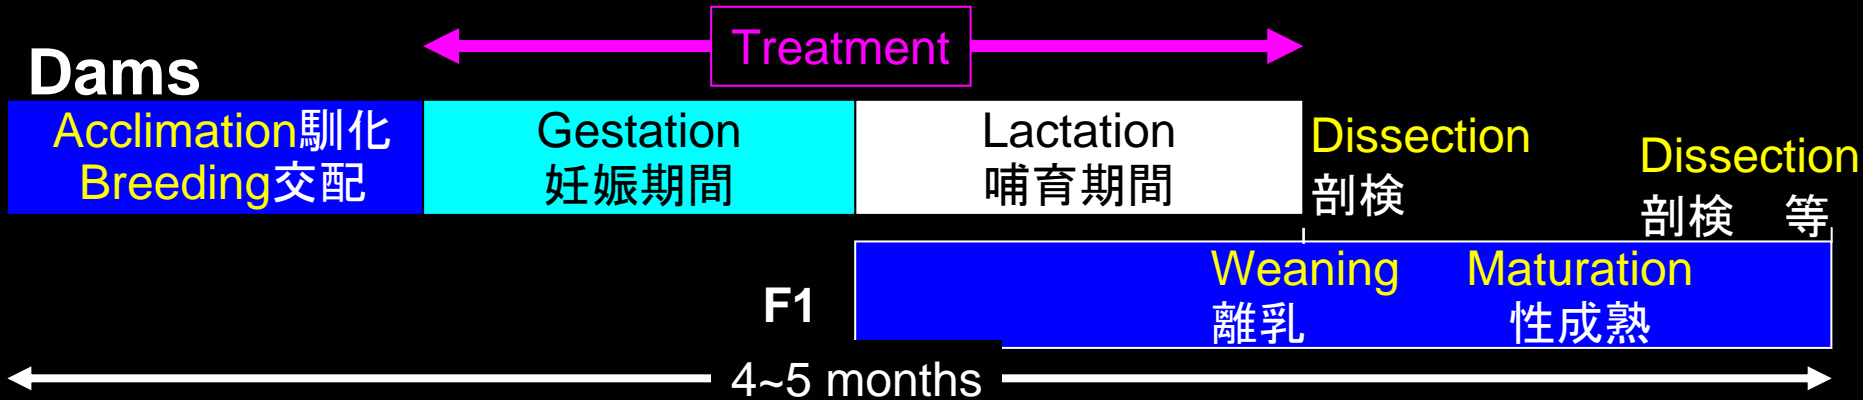 Treatment
Dams
Acclimation馴化
Breeding交配
Gestation
妊娠期間
Lactation
哺育期間
Dissection
剖検
Dissection
剖検　等
F1
Weaning
離乳
Maturation
性成熟
4~5 months